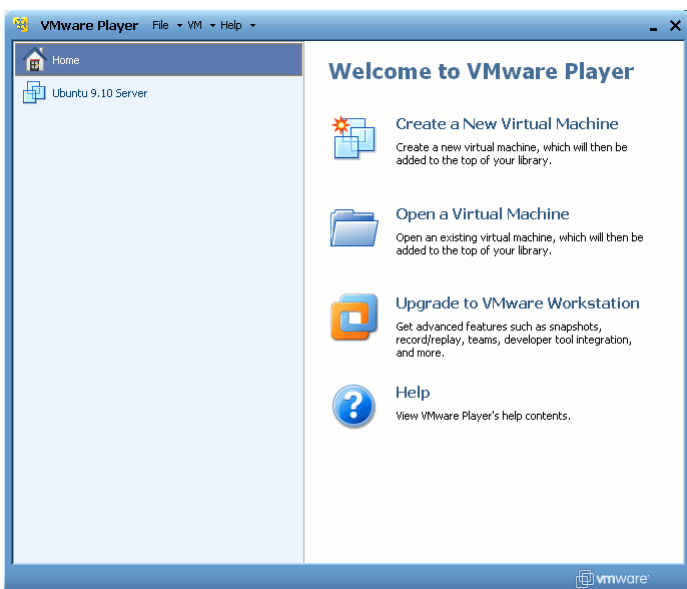 VMware Player File VM Help
Home
Ubuntu 9.10 Server
Welcome to VMware Player
Create a New Virtual Machine
Create a new virtual machine, which will then be
added to the top of your library.
Open a Virtual Machine
Open an existing virtual machine, which will then be
added to the top of your library.
Upgrade to VMware Workstation
Get advanced features such as snapshots,
record/replay, teams, developer tool integration,
and more.
Help
View VMware Player's help contents.
vmware